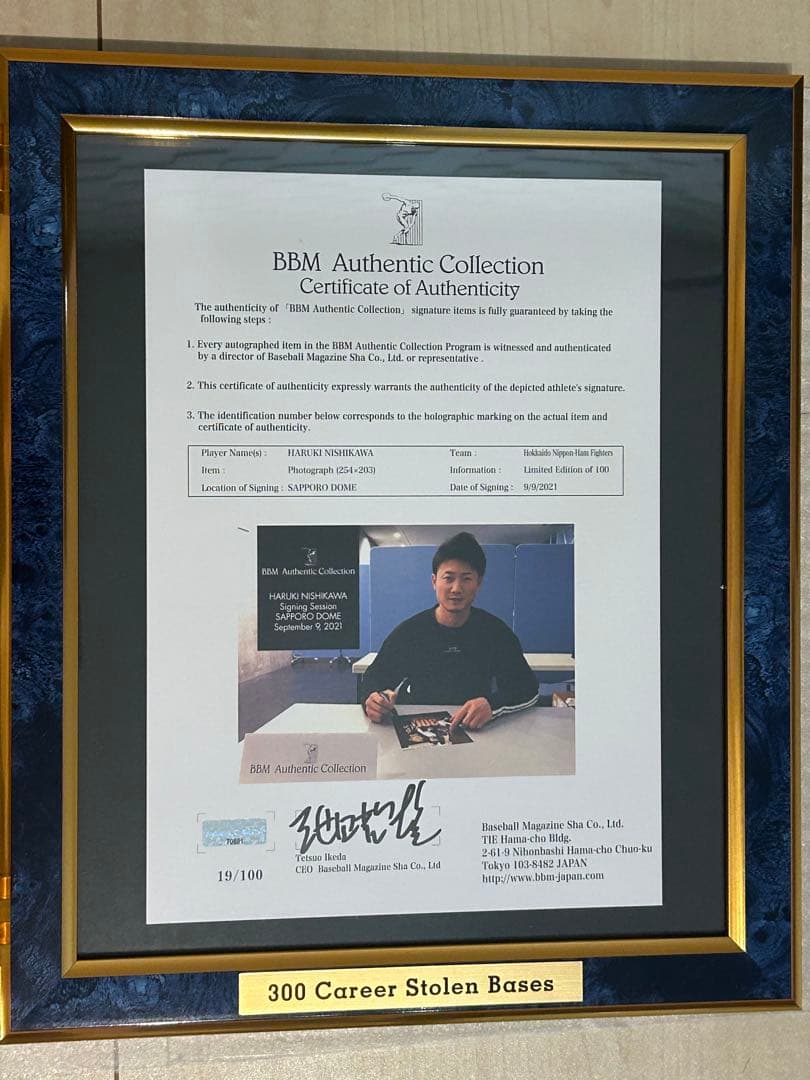 BBM Authentic Collection
Certificate of Authenticity
The authenticity of 「BBM Authentic Collection」 signature items is fully guaranteed by taking the
following steps :
1. Every autographed item in the BBM Authentic Collection Program is witnessed and authenticated
by a director of Baseball Magazine Sha Co., Ltd. or representative .
2. This certificate of authenticity expressly warrants the authenticity of the depicted athlete's signature.
3. The identification number below corresponds to the holographic marking on the actual item and
certificate of authenticity.
Player Name(s) : HARUKI NISHIKAWA Team : Hokkaido Nippon-Ham Fighters
Item : Photograph (254×203) Information : Limited Edition of 100
Location of Signing : SAPPORO DOME Date of Signing : 9/9/2021
BBM Authentic Collection
HARUKI NISHIKAWA
Signing Session
SAPPORO DOME
September 9, 2021
BBM Authentic Collection
19/100
Tetsuo Ikeda
CEO Baseball Magazine Sha Co., Ltd
Baseball Magazine Sha Co., Ltd.
TIE Hama-cho Bldg.
2-61-9 Nihonbashi Hama-cho Chuo-ku
Tokyo 103-8482 JAPAN
http://www.bbm-japan.com
300 Career Stolen Bases